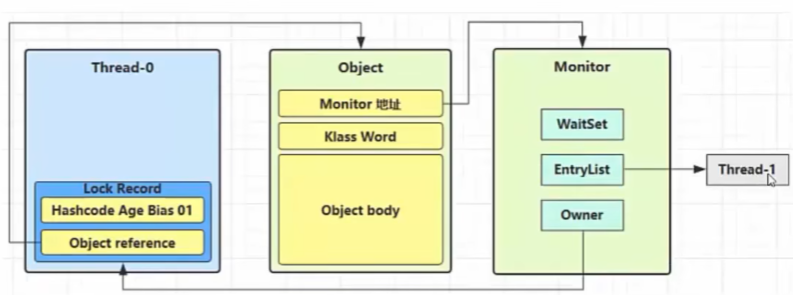 Thread-0
Lock Record
Hashcode Age Bias 01
Object reference
Object
Monitor 地址
Klass Word
Object body
Monitor
WaitSet
EntryList
Owner
Thread-1